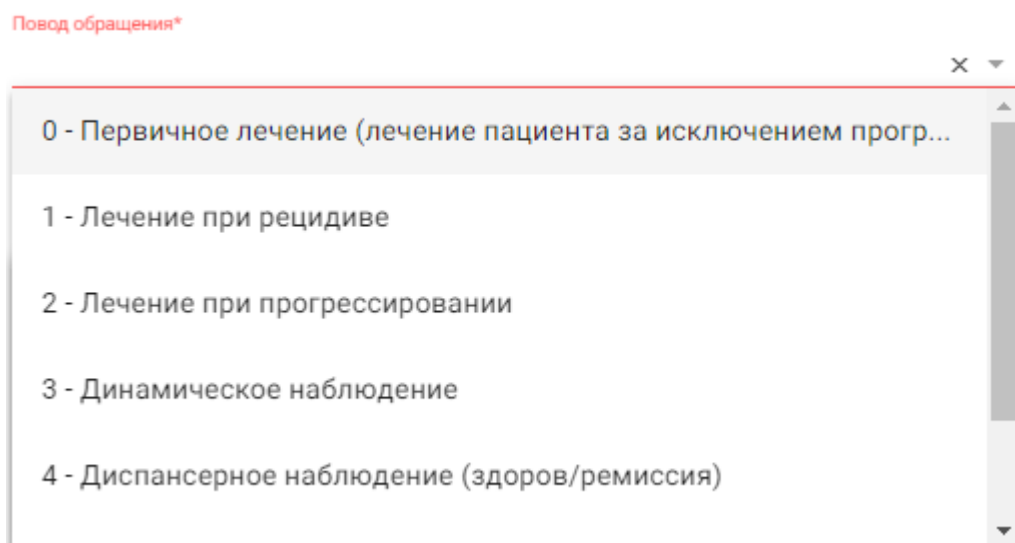 Повод обращения*
0 - Первичное лечение (лечение пациента за исключением прогр...
1 - Лечение при рецидиве
2 - Лечение при прогрессировании
3 - Динамическое наблюдение
4 - Диспансерное наблюдение (здоров/ремиссия)